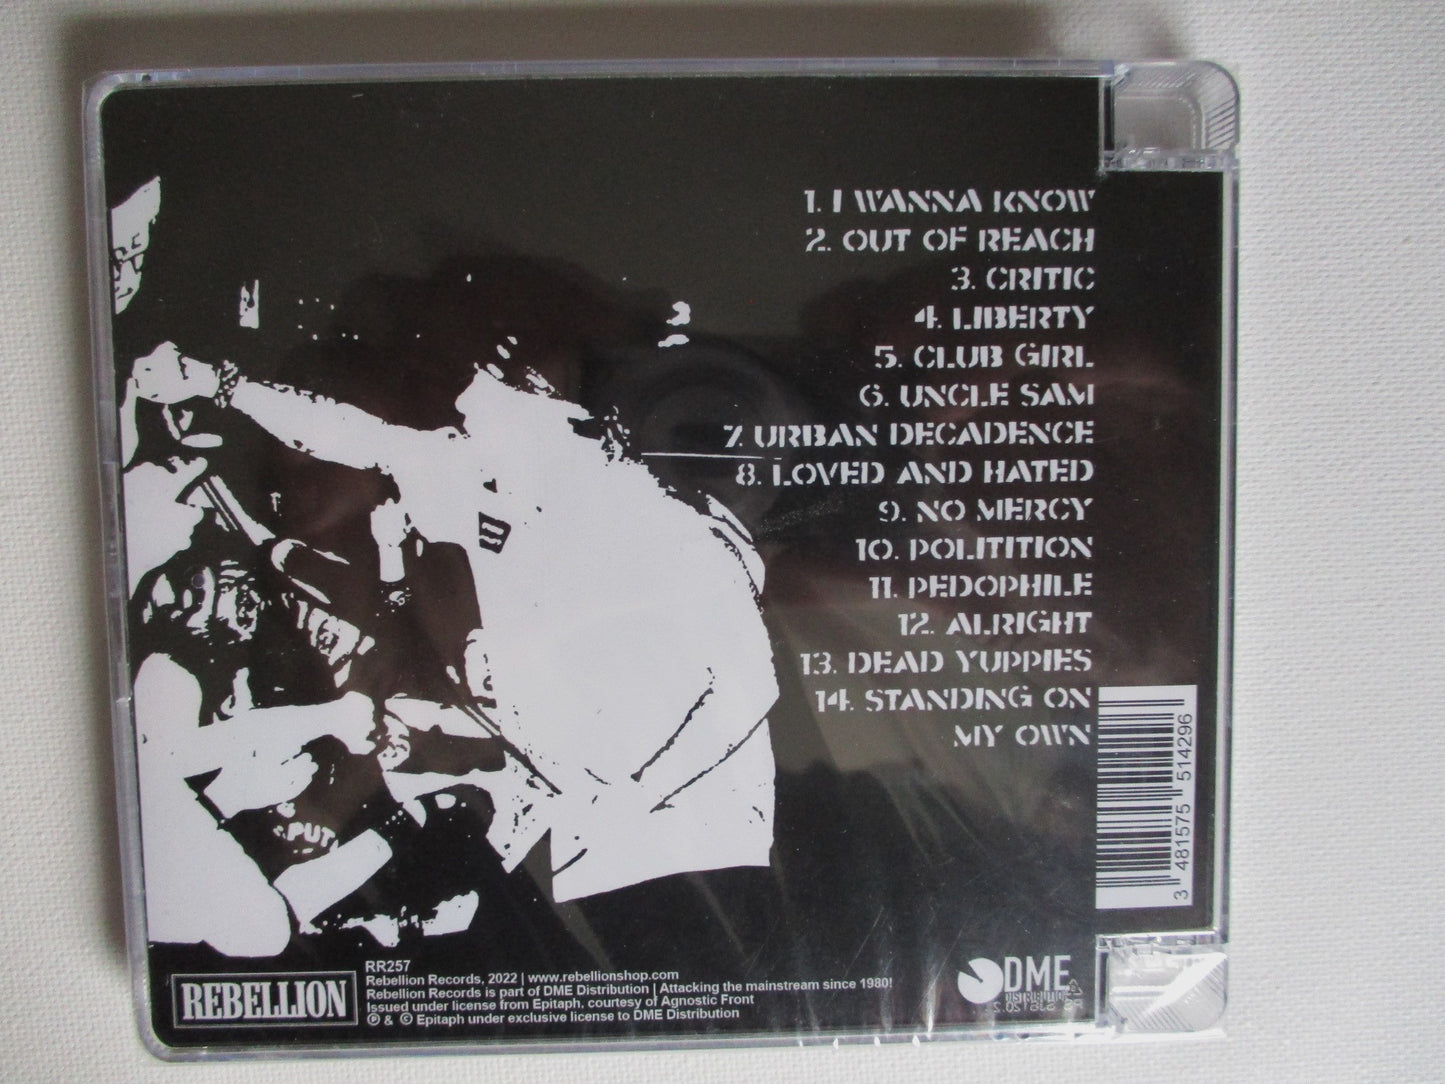 1. I WANNA KNOW
2. OUT OF REACH
3. CRITIC
4. LIBERTY
5. CLUB GIRL
6. UNCLE SAM
7. URBAN DECADENCE
8. LOVED AND HATED
9. NO MERCY
10. POLITITION
11. PEDOPHILE
12. ALRIGHT
13. DEAD YUPPIES
14. STANDING ON
MY OWN
3 481575 514296
PUT
REBELLION
RR257
Rebellion Records, 2022 | www.rebellionshop.com
Rebellion Records is part of DME Distribution | Attacking the mainstream since 1980!
Issued under license from Epitaph, courtesy of Agnostic Front
℗ & © Epitaph under exclusive license to DME Distribution
DME
DISTRIBUTION